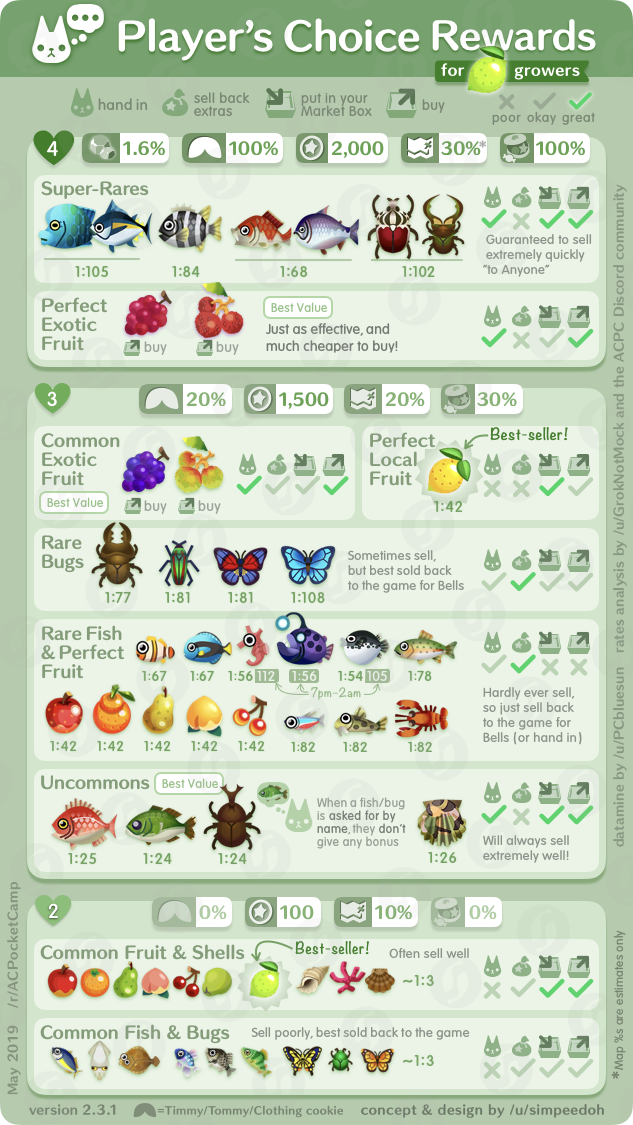 Player's Choice Rewards
for growers
hand in
sell back
extras
put in your
Market Box
buy
poor okay great
4
1.6%
100%
2,000
30%*
100%
Super-Rares
1:105
1:84
1:68
1:102
Guaranteed to sell
extremely quickly
"to Anyone"
Perfect
Exotic
Fruit
buy
buy
Best Value
Just as effective, and
much cheaper to buy!
3
20%
1,500
20%
30%
Common
Exotic
Fruit
Best Value
buy
buy
Perfect
Local
Fruit
Best-seller!
1:42
Rare
Bugs
1:77
1:81
1:81
1:108
Sometimes sell,
but best sold back
to the game for Bells
Rare Fish
& Perfect
Fruit
1:67
1:67
1:56 112
1:56
1:54 105
1:78
7pm-2am
1:42
1:42
1:42
1:42
1:42
1:82
1:82
1:82
Hardly ever sell,
so just sell back
to the game for
Bells (or hand in)
Uncommons
Best Value
1:25
1:24
1:24
When a fish/bug
is asked for by
name, they don't
give any bonus
1:26
Will always sell
extremely well!
2
0%
100
10%
0%
Common Fruit & Shells
Best-seller!
Often sell well
~1:3
Common Fish & Bugs
Sell poorly, best sold back to the game
~1:3
version 2.3.1
=Timmy/Tommy/Clothing cookie
concept & design by /u/simpeedoh
May 2019 /r/ACPocketCamp
datamine by /u/PCbluesun rates analysis by /u/GrokNotMock and the ACPC Discord community
*Map %s are estimates only